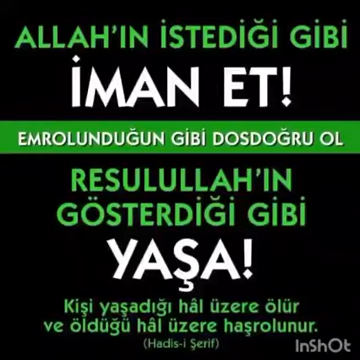 ALLAH'IN İSTEDİĞİ GİBİ
İMAN ET!
EMROLUNDUĞUN GİBİ DOSDOĞRU OL
RESULULLAH'IN
GÖSTERDİĞİ GİBİ
YAŞA!
Kişi yaşadığı hâl üzere ölür
ve öldüğü hâl üzere haşrolunur.
(Hadis-i Şerif)
InShOt